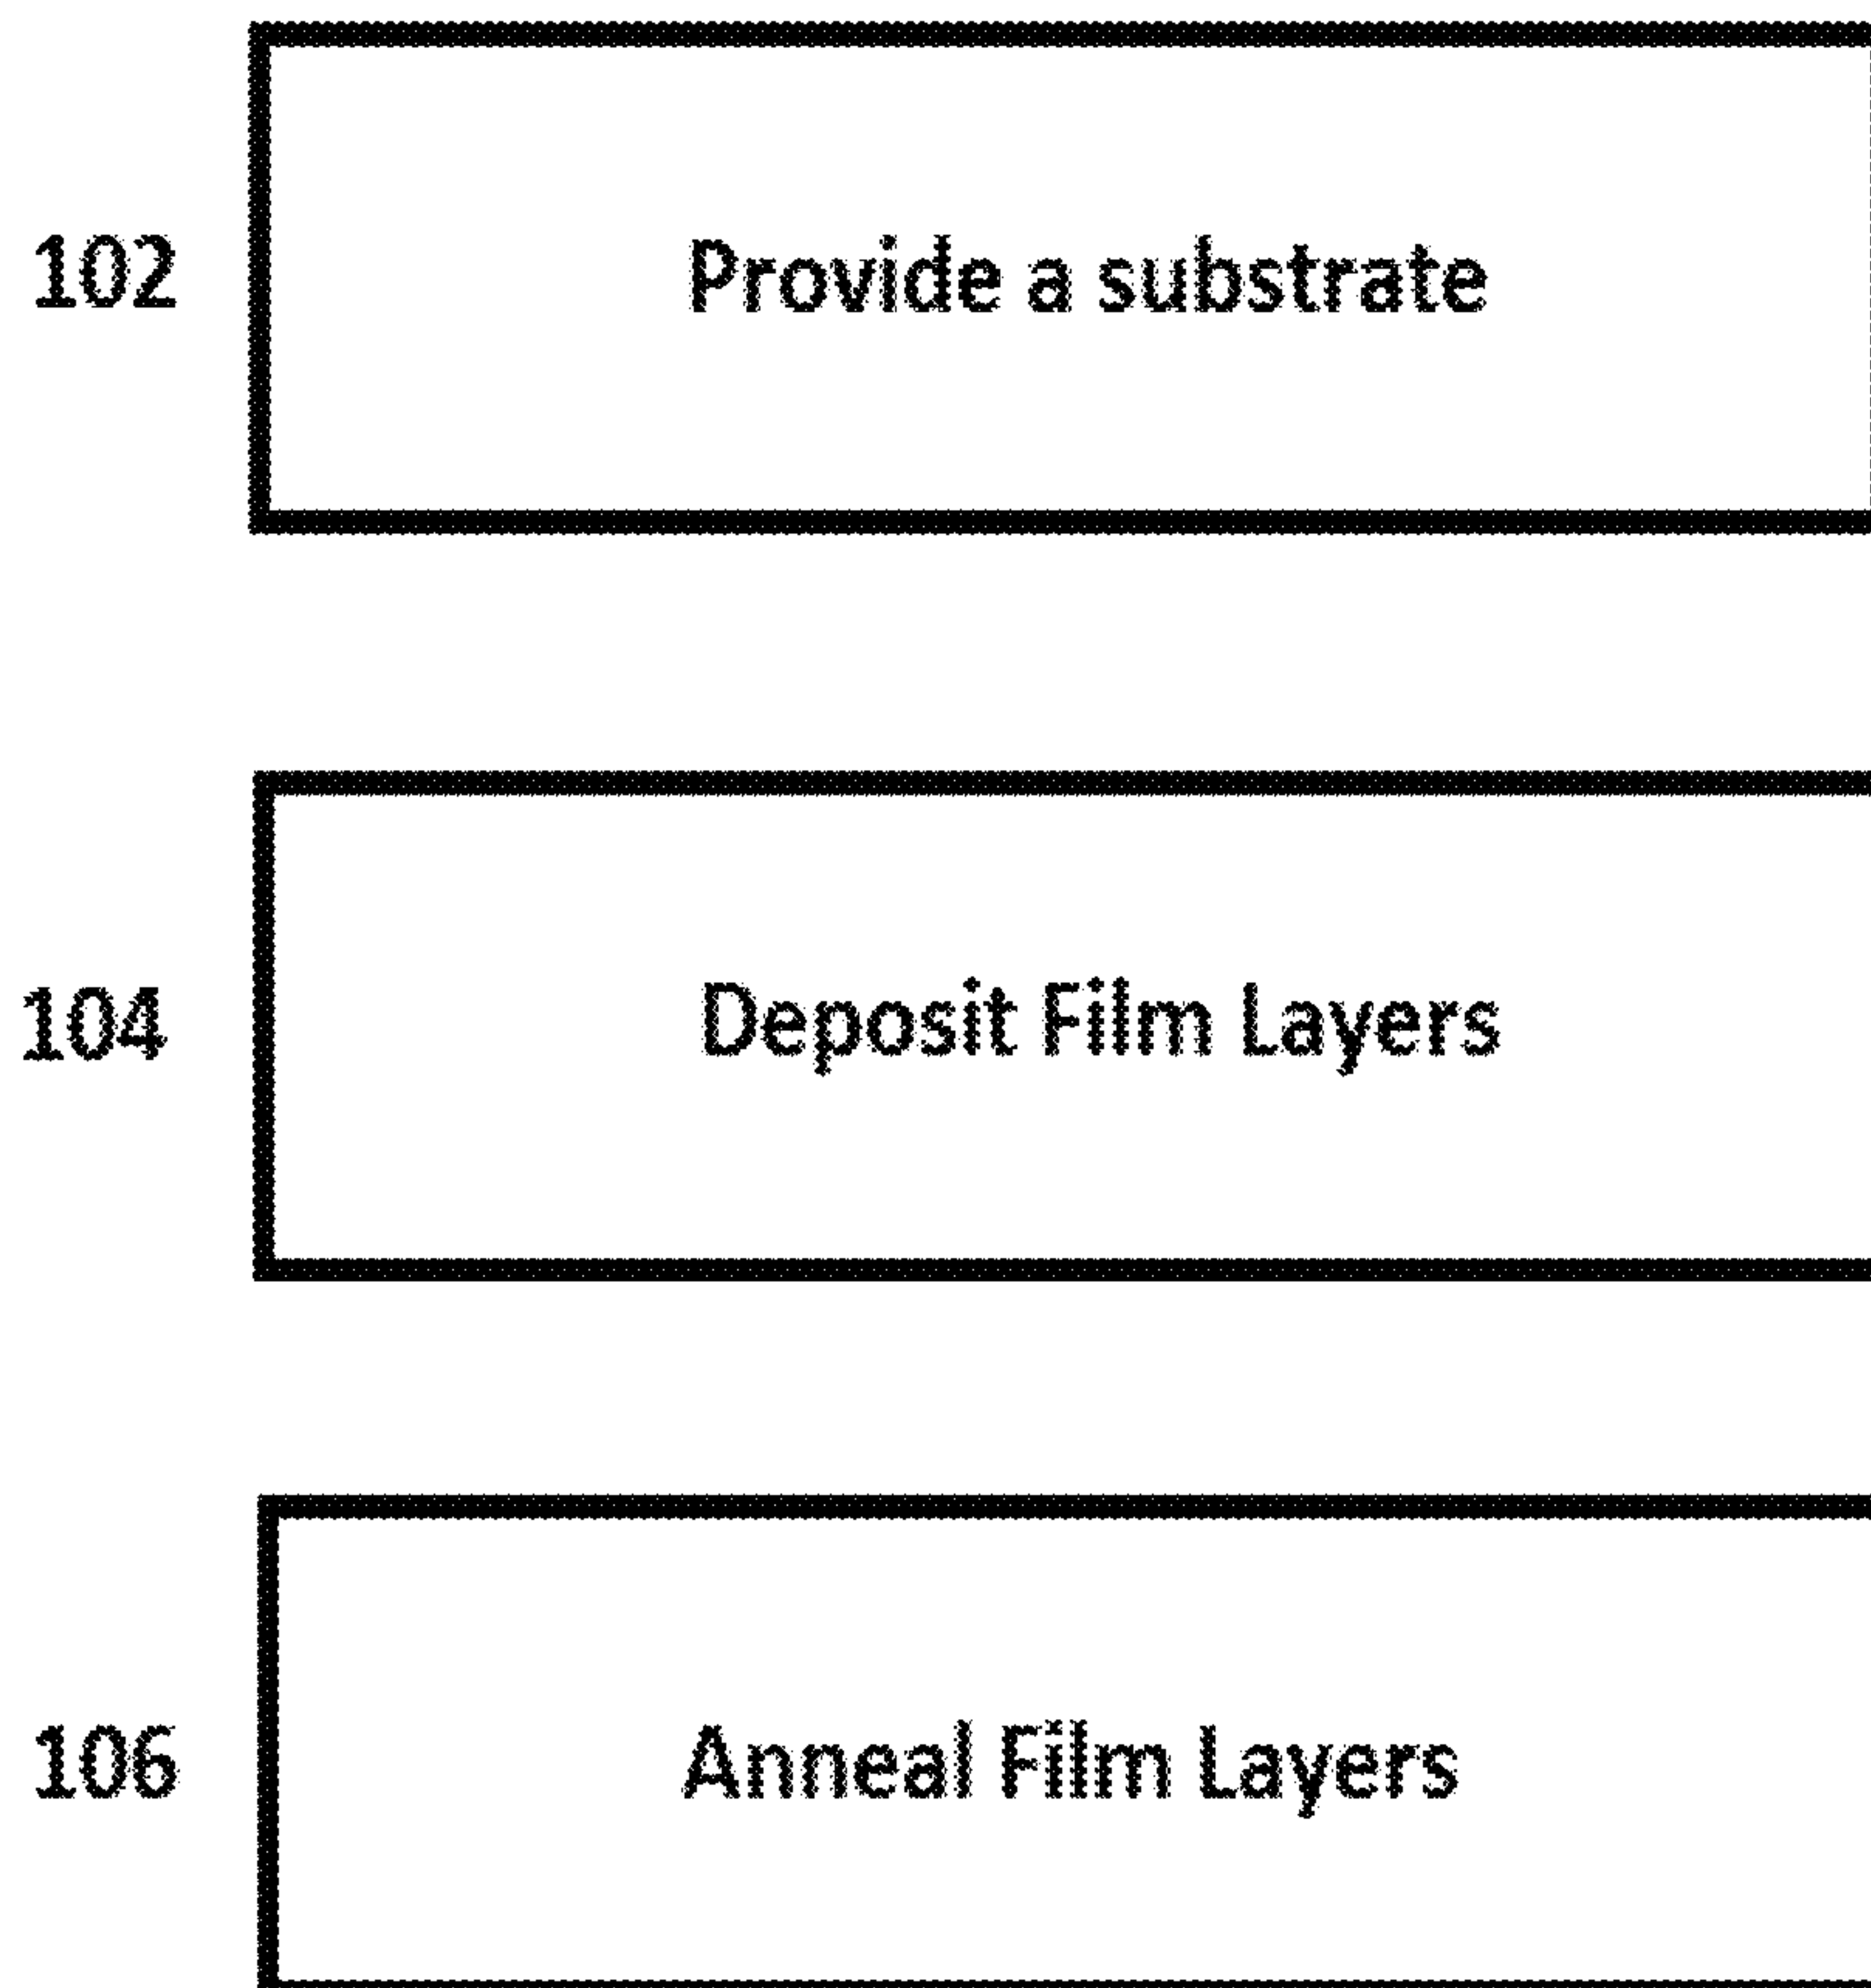 102 Provide a substrate
104 Deposit Film Layers
106 Anneal Film Layers